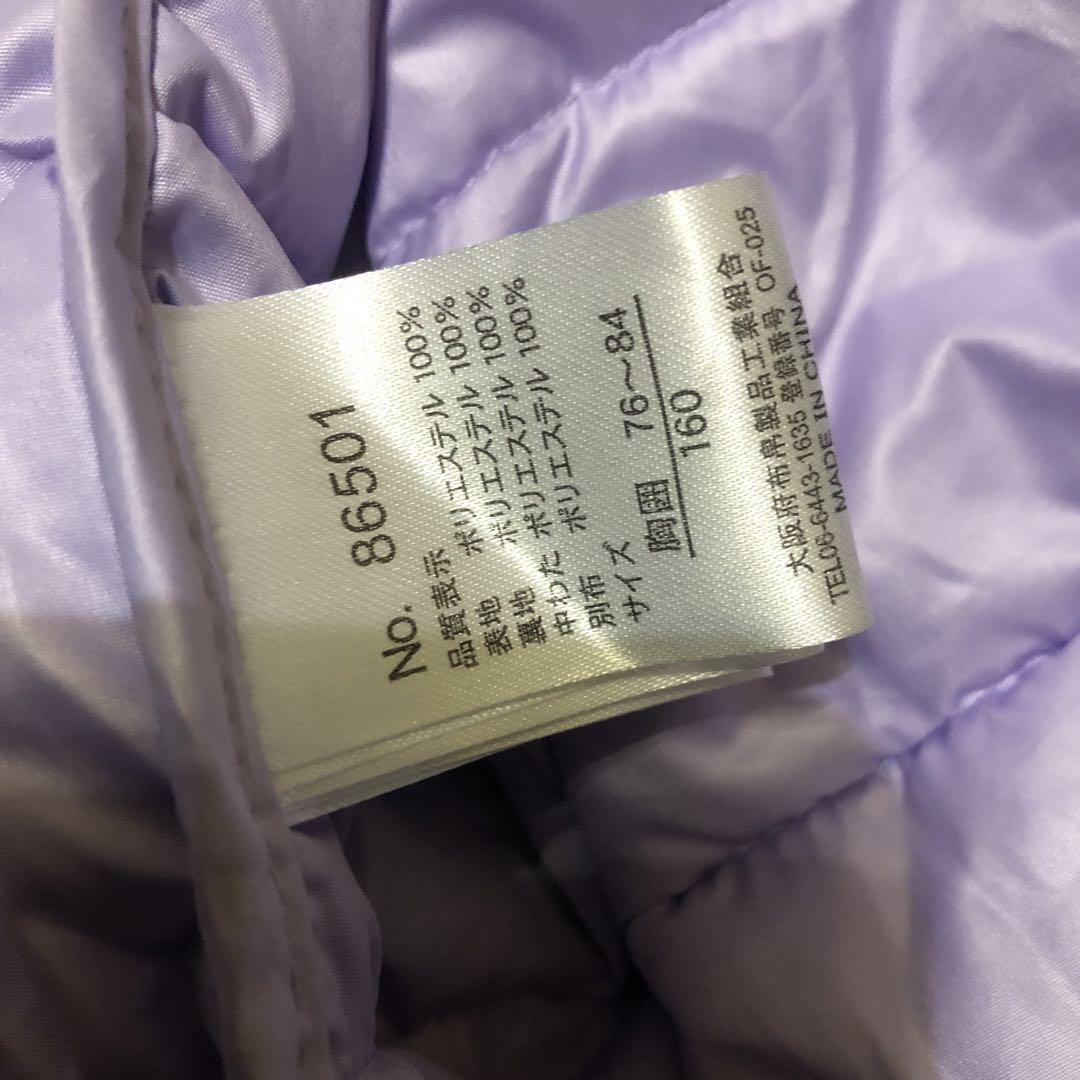 No. 86501
品質表示
表地 ポリエステル 100%
裏地 ポリエステル 100%
中わた ポリエステル 100%
別布 ポリエステル 100%
サイズ
胸囲 76～84
160
大阪府布帛製品工業組合
TEL06-6443-1635 登録番号 OF-025
MADE IN CHINA